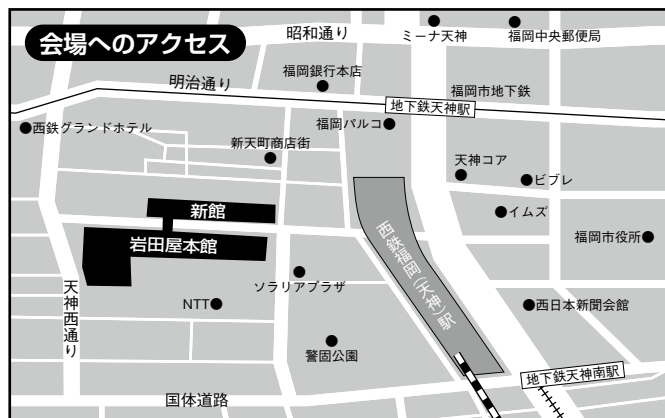 会場へのアクセス
昭和通り
ミーナ天神
福岡中央郵便局
明治通り
福岡銀行本店
福岡市地下鉄
地下鉄天神駅
西鉄グランドホテル
福岡パルコ
新天町商店街
天神コア
ビブレ
新館
イムズ
岩田屋本館
福岡市役所
西鉄福岡(天神)駅
ソラリアプラザ
天神西通り
NTT
西日本新聞会館
警固公園
地下鉄天神南駅
国体道路